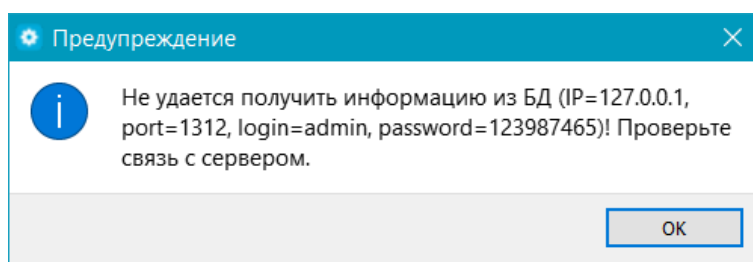 Предупреждение
Не удается получить информацию из БД (IP=127.0.0.1,
port=1312, login=admin, password=123987465)! Проверьте
связь с сервером.
ОК